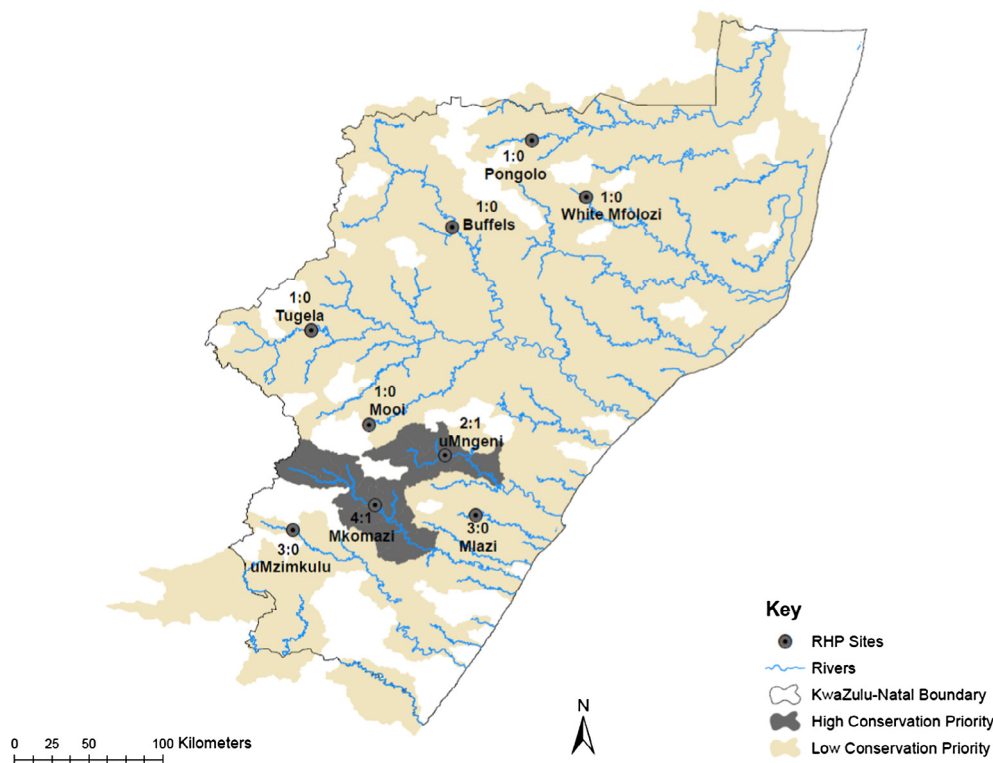 1:0
Pongolo
1:0
White Mfolozi
1:0
Buffels
1:0
Tugela
1:0
Mooi
2:1
uMngeni
4:1
Mkomazi
3:0
Mlazi
3:0
uMzimkulu
Key
RHP Sites
Rivers
KwaZulu-Natal Boundary
High Conservation Priority
Low Conservation Priority
N
0 25 50 100 Kilometers